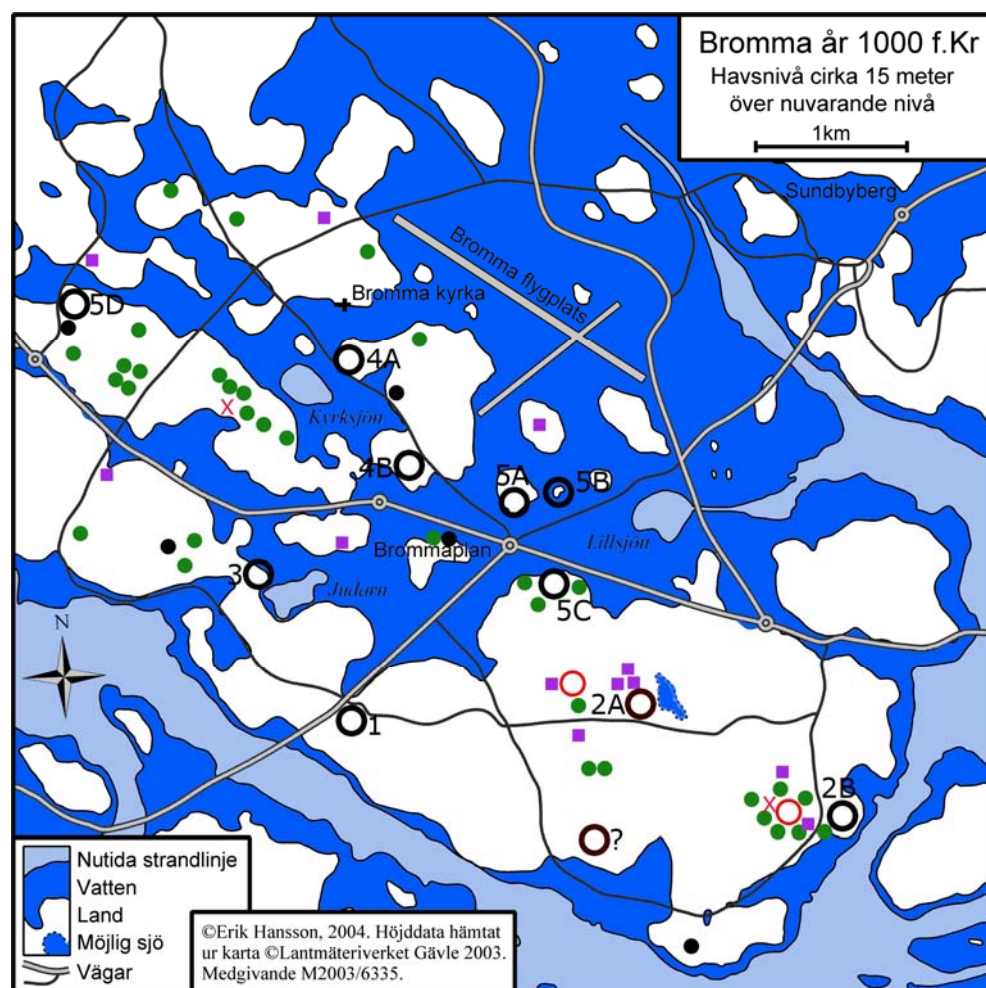 Bromma år 1000 f.Kr
Havsnivå cirka 15 meter
över nuvarande nivå
1km
Sundbyberg
Bromma flygplats
Bromma kyrka
5D
4A
Kyrksjön
4B
5A
5B
Brommaplan
Lillsjön
3
Judarn
5C
N
2A
1
2B
?
X
X
Nutida strandlinje
Vatten
Land
Möjlig sjö
Vägar
©Erik Hansson, 2004. Höjddata hämtat
ur karta ©Lantmäteriverket Gävle 2003.
Medgivande M2003/6335.